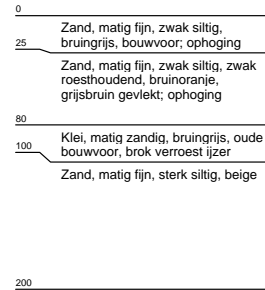 0
Zand, matig fijn, zwak siltig,
bruingrijs, bouwvoor; ophoging
25
Zand, matig fijn, zwak siltig, zwak
roesthoudend, bruinoranje,
grijsbruin gevlekt; ophoging
80
Klei, matig zandig, bruingrijs, oude
bouwvoor, brok verroest ijzer
100
Zand, matig fijn, sterk siltig, beige
200